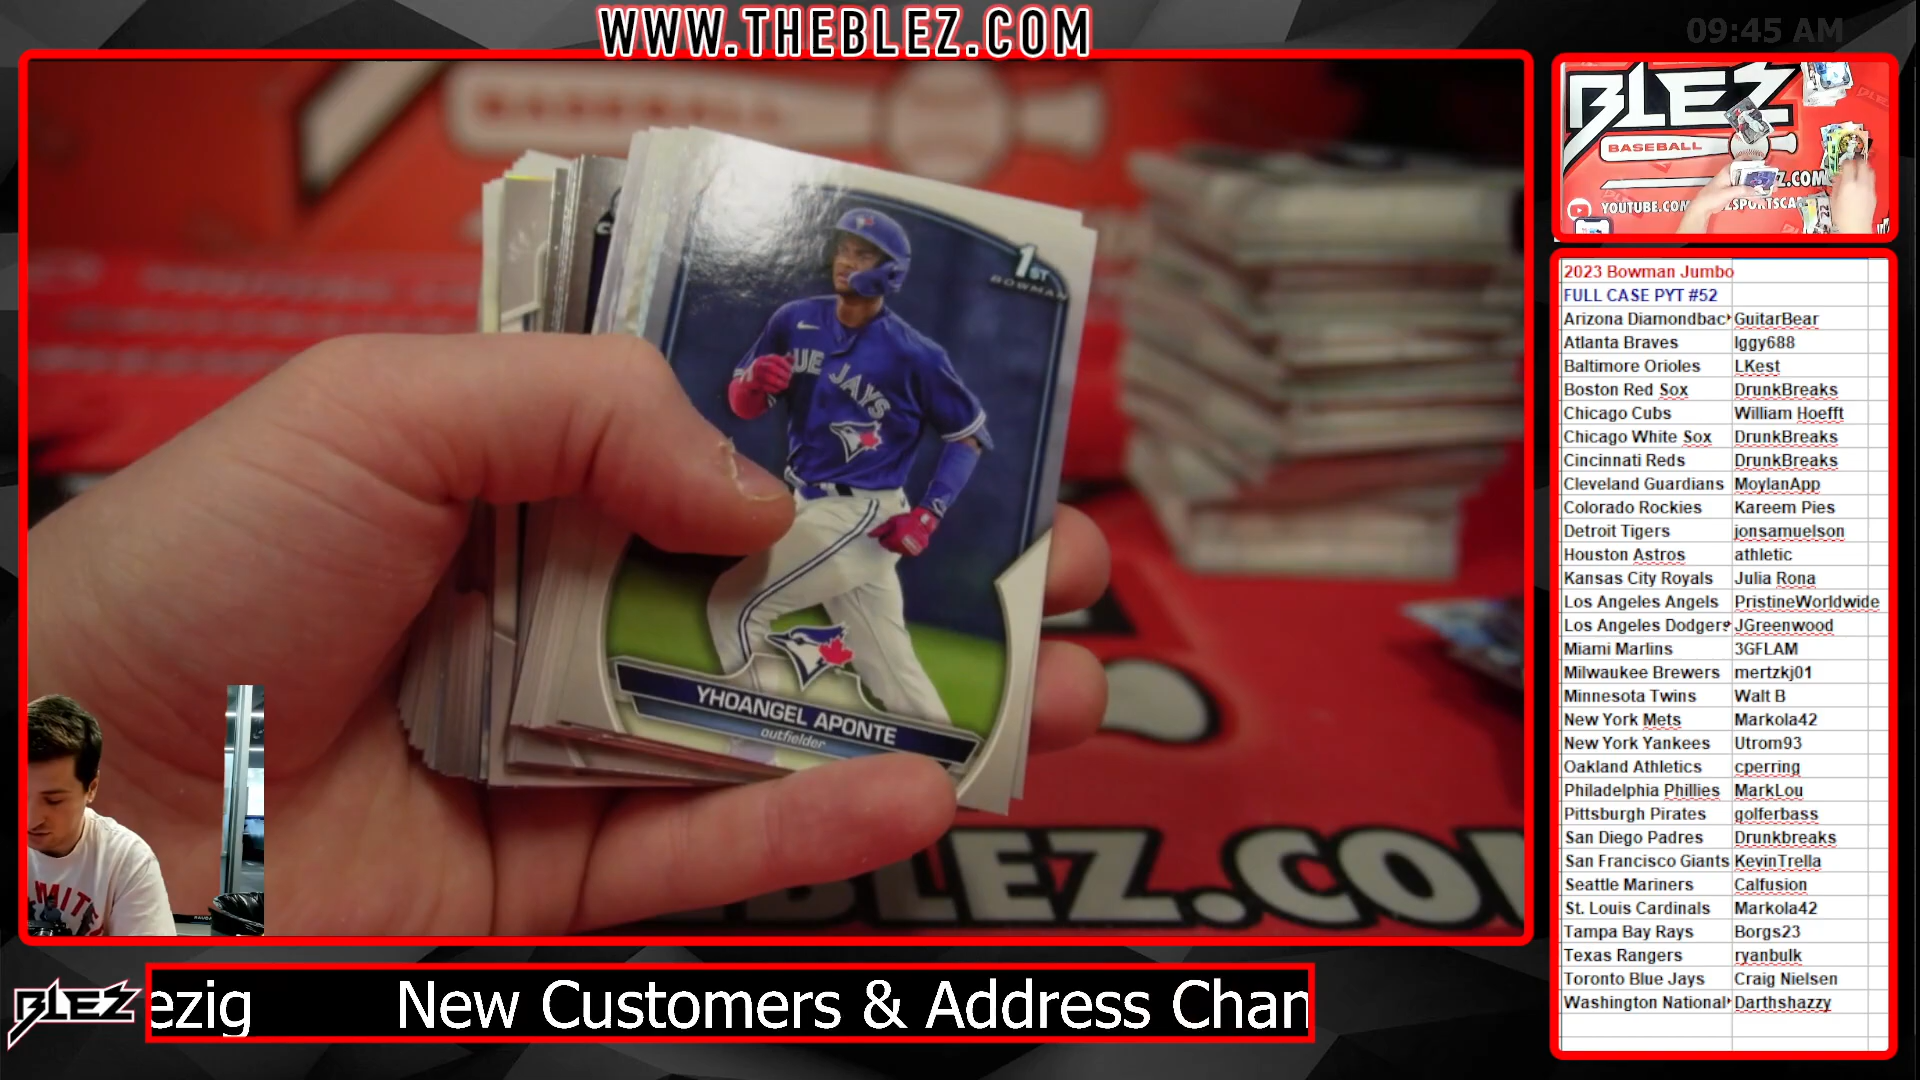 WWW.THEBLEZ.COM
09:45 AM
1ST
BOWMAN
BLUE JAYS
YHOANGEL APONTE
outfielder
BLEZ.CO
BLEZ
BASEBALL
Z.COM
YOUTUBE.COM
2023 Bowman Jumbo
FULL CASE PYT #52
Arizona Diamondbac GuitarBear
Atlanta Braves Iggy688
Baltimore Orioles LKest
Boston Red Sox DrunkBreaks
Chicago Cubs William Hoefft
Chicago White Sox DrunkBreaks
Cincinnati Reds DrunkBreaks
Cleveland Guardians MoylanApp
Colorado Rockies Kareem Pies
Detroit Tigers jonsamuelson
Houston Astros athletic
Kansas City Royals Julia Rona
Los Angeles Angels PristineWorldwide
Los Angeles Dodgers JGreenwood
Miami Marlins 3GFLAM
Milwaukee Brewers mertzkj01
Minnesota Twins Walt B
New York Mets Markola42
New York Yankees Utrom93
Oakland Athletics cperring
Philadelphia Phillies MarkLou
Pittsburgh Pirates golferbass
San Diego Padres Drunkbreaks
San Francisco Giants KevinTrella
Seattle Mariners Calfusion
St. Louis Cardinals Markola42
Tampa Bay Rays Borgs23
Texas Rangers ryanbulk
Toronto Blue Jays Craig Nielsen
Washington National Darthshazzy
BLEZ
ezig New Customers & Address Chan